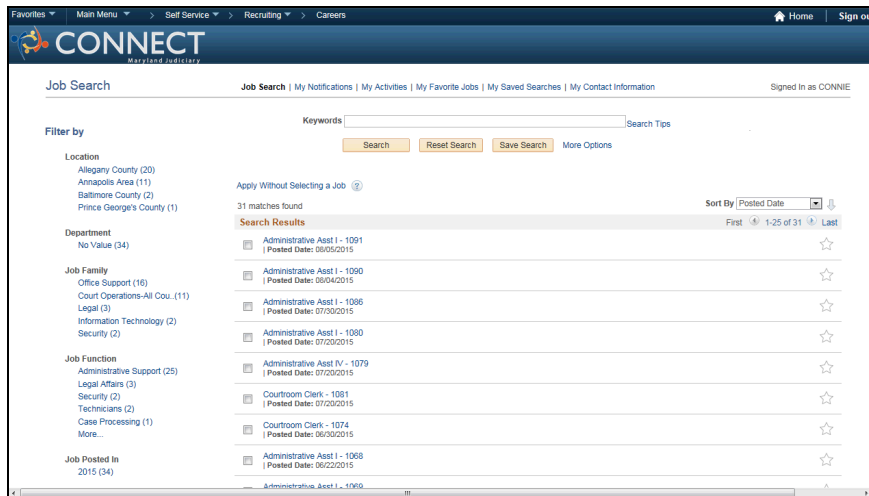 Favorites Main Menu > Self Service > Recruiting > Careers Home Sign ou
CONNECT
Maryland Judiciary
Job Search
Job Search | My Notifications | My Activities | My Favorite Jobs | My Saved Searches | My Contact Information
Signed In as CONNIE
Keywords
Search Tips
Search Reset Search Save Search More Options
Filter by
Location
Allegany County (20)
Annapolis Area (11)
Baltimore County (2)
Prince George's County (1)
Department
No Value (34)
Job Family
Office Support (16)
Court Operations-All Cou..(11)
Legal (3)
Information Technology (2)
Security (2)
Job Function
Administrative Support (25)
Legal Affairs (3)
Security (2)
Technicians (2)
Case Processing (1)
More...
Job Posted In
2015 (34)
Apply Without Selecting a Job ?
31 matches found
Sort By Posted Date
Search Results
First 1-25 of 31 Last
Administrative Asst I - 1091
| Posted Date: 08/05/2015
Administrative Asst I - 1090
| Posted Date: 08/04/2015
Administrative Asst I - 1086
| Posted Date: 07/30/2015
Administrative Asst I - 1080
| Posted Date: 07/20/2015
Administrative Asst IV - 1079
| Posted Date: 07/20/2015
Courtroom Clerk - 1081
| Posted Date: 07/20/2015
Courtroom Clerk - 1074
| Posted Date: 06/30/2015
Administrative Asst I - 1068
| Posted Date: 06/22/2015
Administrative Asst I - 1069